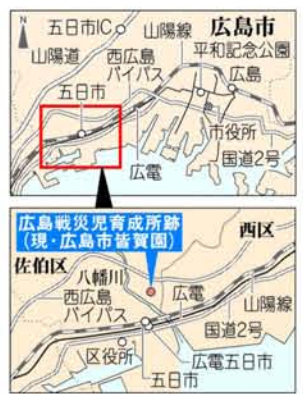 N
五日市IC
山陽線
広島市
山陽道
西広島
バイパス
平和記念公園
広島
五日市
市役所
広電
国道2号
広島戦災児育成所跡
(現・広島市皆賀園)
西区
佐伯区
八幡川
広電
西広島
バイパス
山陽線
国道2号
区役所
広電五日市
五日市